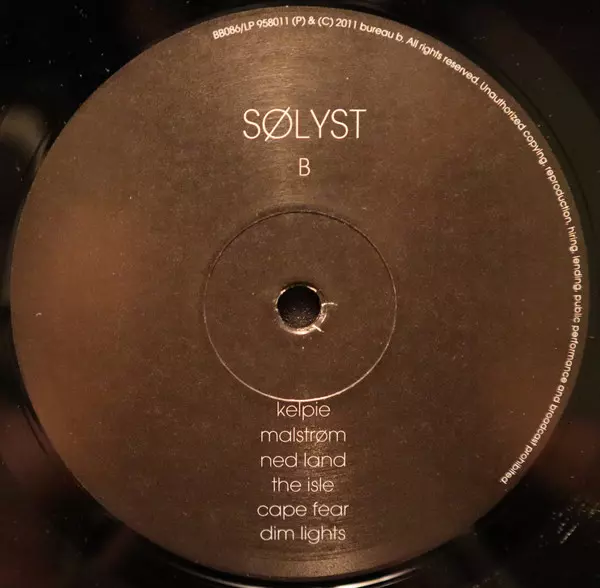 BB086/LP 958011 (P) & (C) 2011 bureau b. All rights reserved. Unauthorized copying, reproduction, hiring, lending, public performance and broadcast prohibited.
SØLYST
B
kelpie
malstrøm
ned land
the isle
cape fear
dim lights